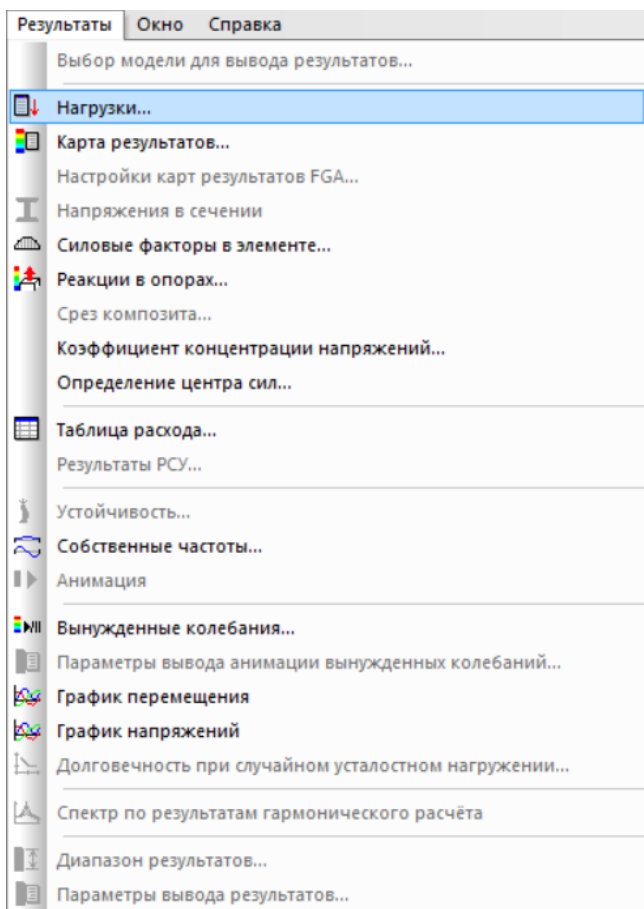 Результаты Окно Справка
Выбор модели для вывода результатов...
Нагрузки...
Карта результатов...
Настройки карт результатов FGA...
Напряжения в сечении
Силовые факторы в элементе...
Реакции в опорах...
Срез композита...
Коэффициент концентрации напряжений...
Определение центра сил...
Таблица расхода...
Результаты РСУ...
Устойчивость...
Собственные частоты...
Анимация
Вынужденные колебания...
Параметры вывода анимации вынужденных колебаний...
График перемещения
График напряжений
Долговечность при случайном усталостном нагружении...
Спектр по результатам гармонического расчёта
Диапазон результатов...
Параметры вывода результатов...